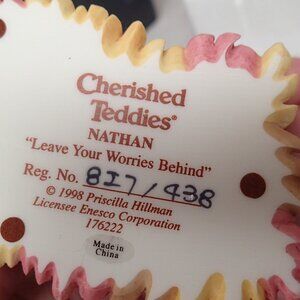 Cherished
Teddies®
NATHAN
"Leave Your Worries Behind"
Reg. No. 8I7/438
© 1998 Priscilla Hillman
Licensee Enesco Corporation
176222
Made in
China